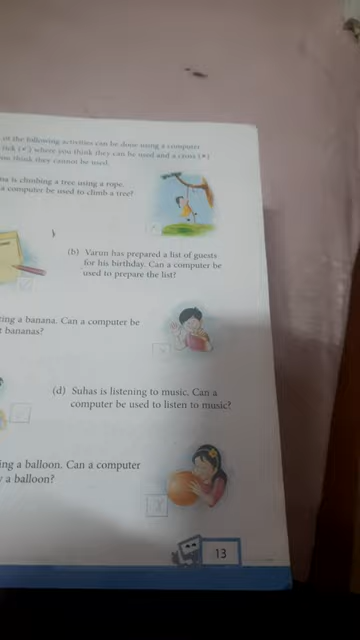 of the following activities can be done using a computer
tick (✓) where you think they can be used and a cross (✗)
you think they cannot be used.
na is climbing a tree using a rope.
a computer be used to climb a tree?
(b) Varun has prepared a list of guests
for his birthday. Can a computer be
used to prepare the list?
ing a banana. Can a computer be
t bananas?
(d) Suhas is listening to music. Can a
computer be used to listen to music?
ing a balloon. Can a computer
a balloon?
13